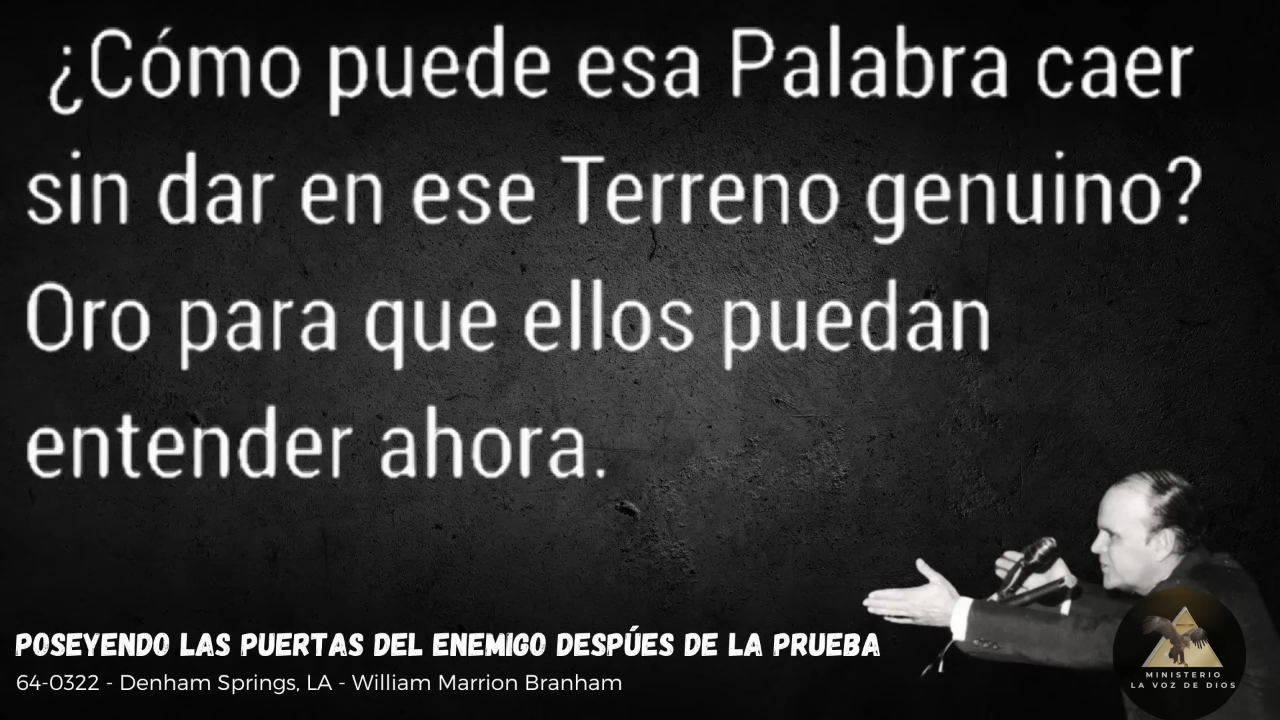 ¿Cómo puede esa Palabra caer
sin dar en ese Terreno genuino?
Oro para que ellos puedan
entender ahora.
POSEYENDO LAS PUERTAS DEL ENEMIGO DESPÚES DE LA PRUEBA
64-0322 - Denham Springs, LA - William Marrion Branham
MINISTERIO
LA VOZ DE DIOS